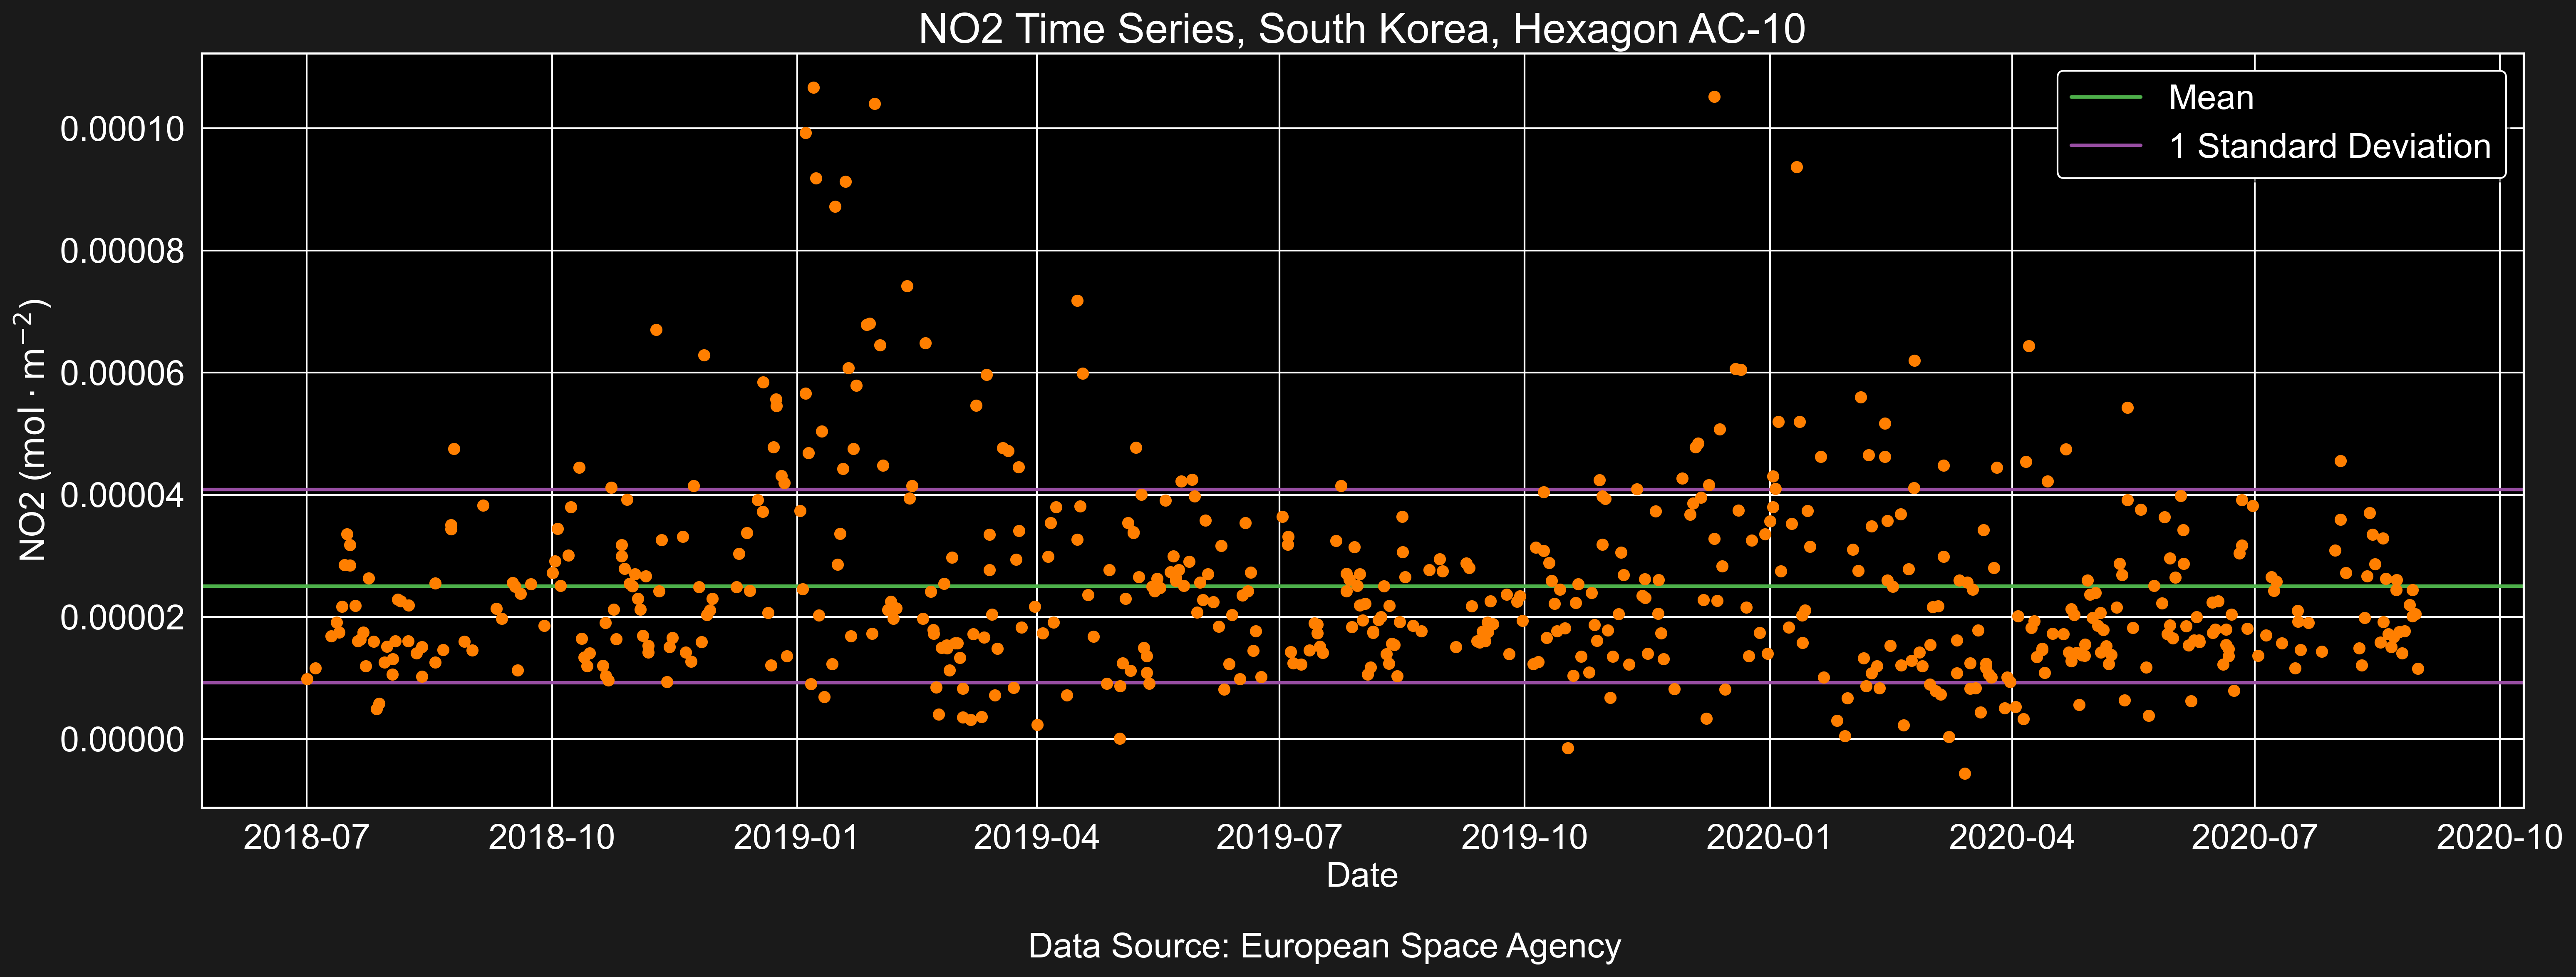 NO2 Time Series, South Korea, Hexagon AC-10
Mean
1 Standard Deviation
NO2 (mol · m⁻²)
0.00010
0.00008
0.00006
0.00004
0.00002
0.00000
2018-07 2018-10 2019-01 2019-04 2019-07 2019-10 2020-01 2020-04 2020-07 2020-10
Date
Data Source: European Space Agency